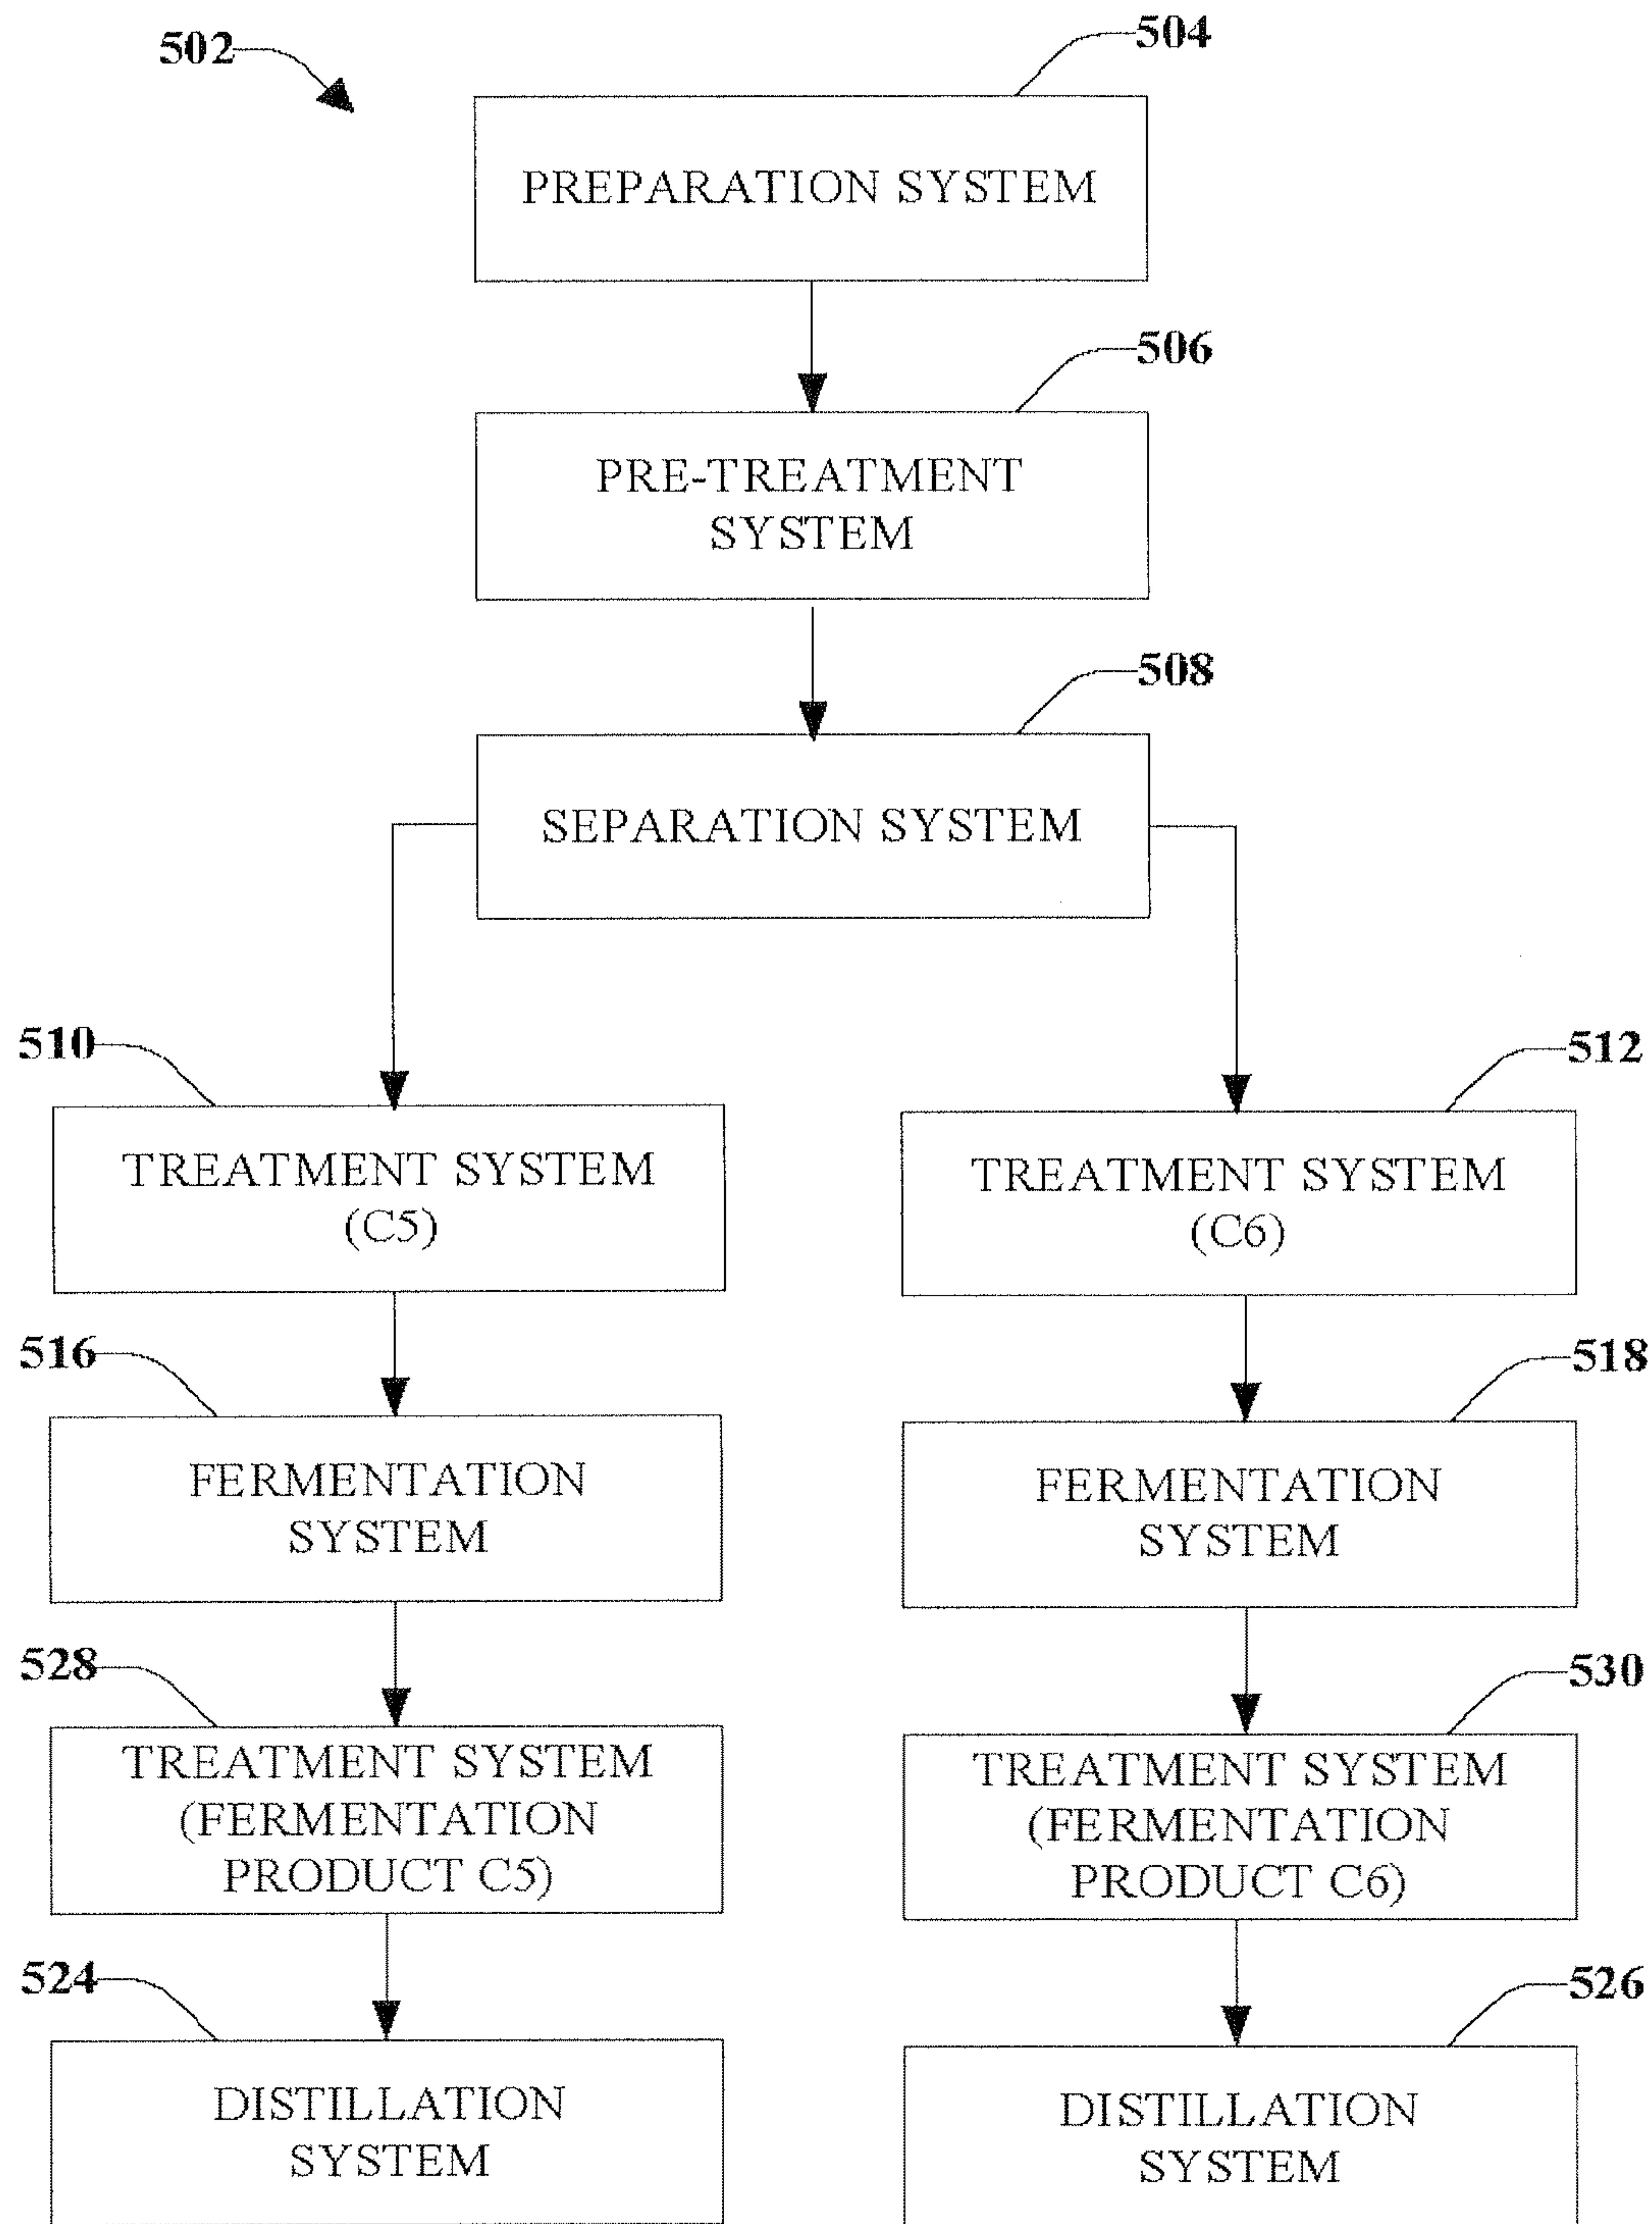 502
504
PREPARATION SYSTEM
506
PRE-TREATMENT
SYSTEM
508
SEPARATION SYSTEM
510
TREATMENT SYSTEM
(C5)
512
TREATMENT SYSTEM
(C6)
516
FERMENTATION
SYSTEM
518
FERMENTATION
SYSTEM
528
TREATMENT SYSTEM
(FERMENTATION
PRODUCT C5)
530
TREATMENT SYSTEM
(FERMENTATION
PRODUCT C6)
524
DISTILLATION
SYSTEM
526
DISTILLATION
SYSTEM